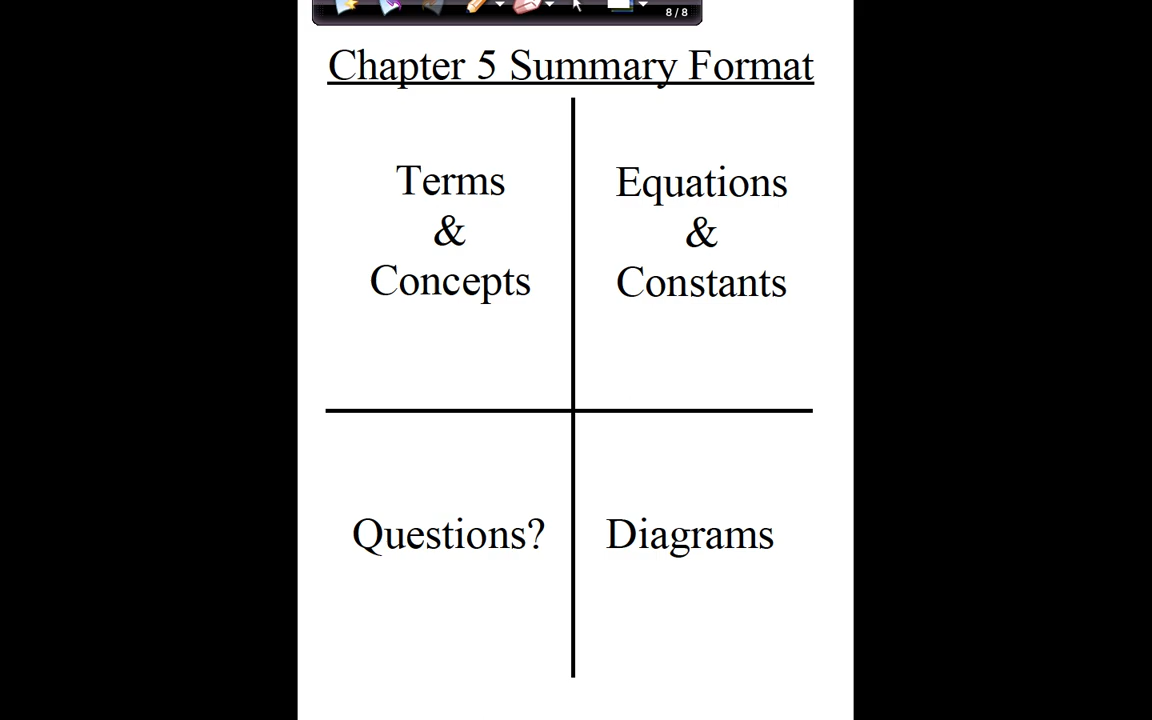 8/8
Chapter 5 Summary Format
Terms
&
Concepts
Equations
&
Constants
Questions?
Diagrams